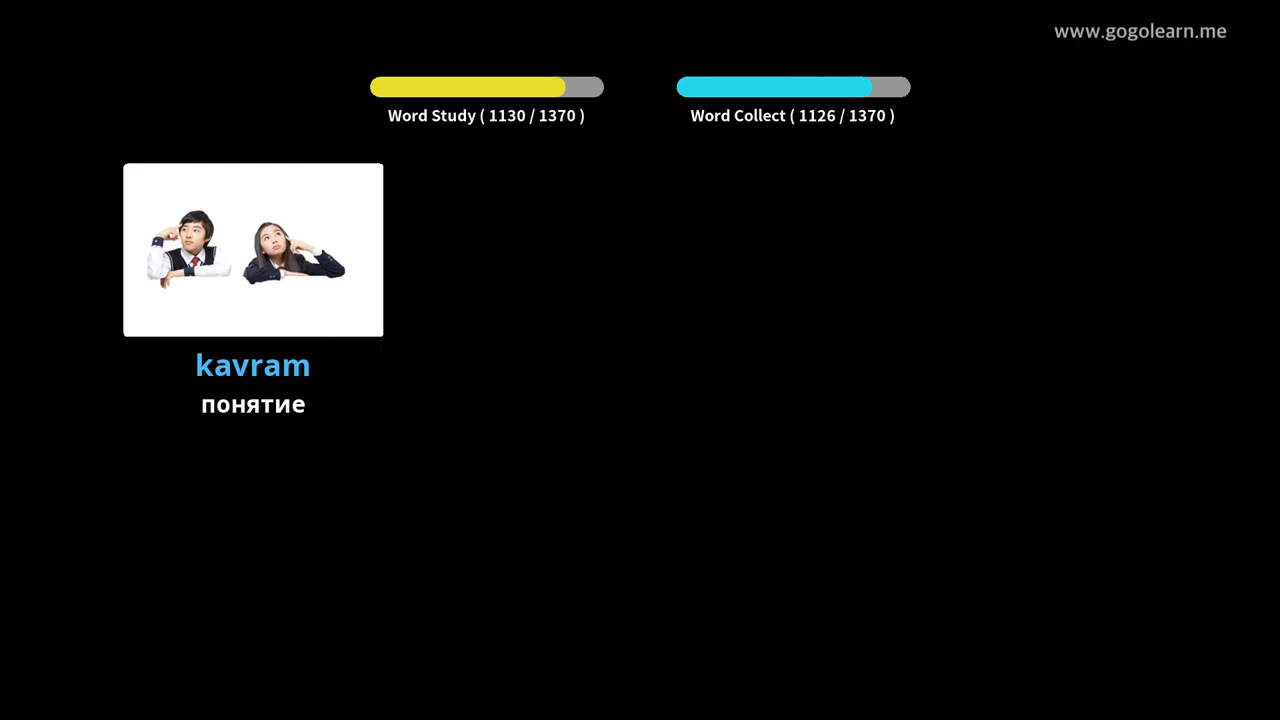 www.gogolearn.me
Word Study ( 1130 / 1370 )
Word Collect ( 1126 / 1370 )
kavram
понятие